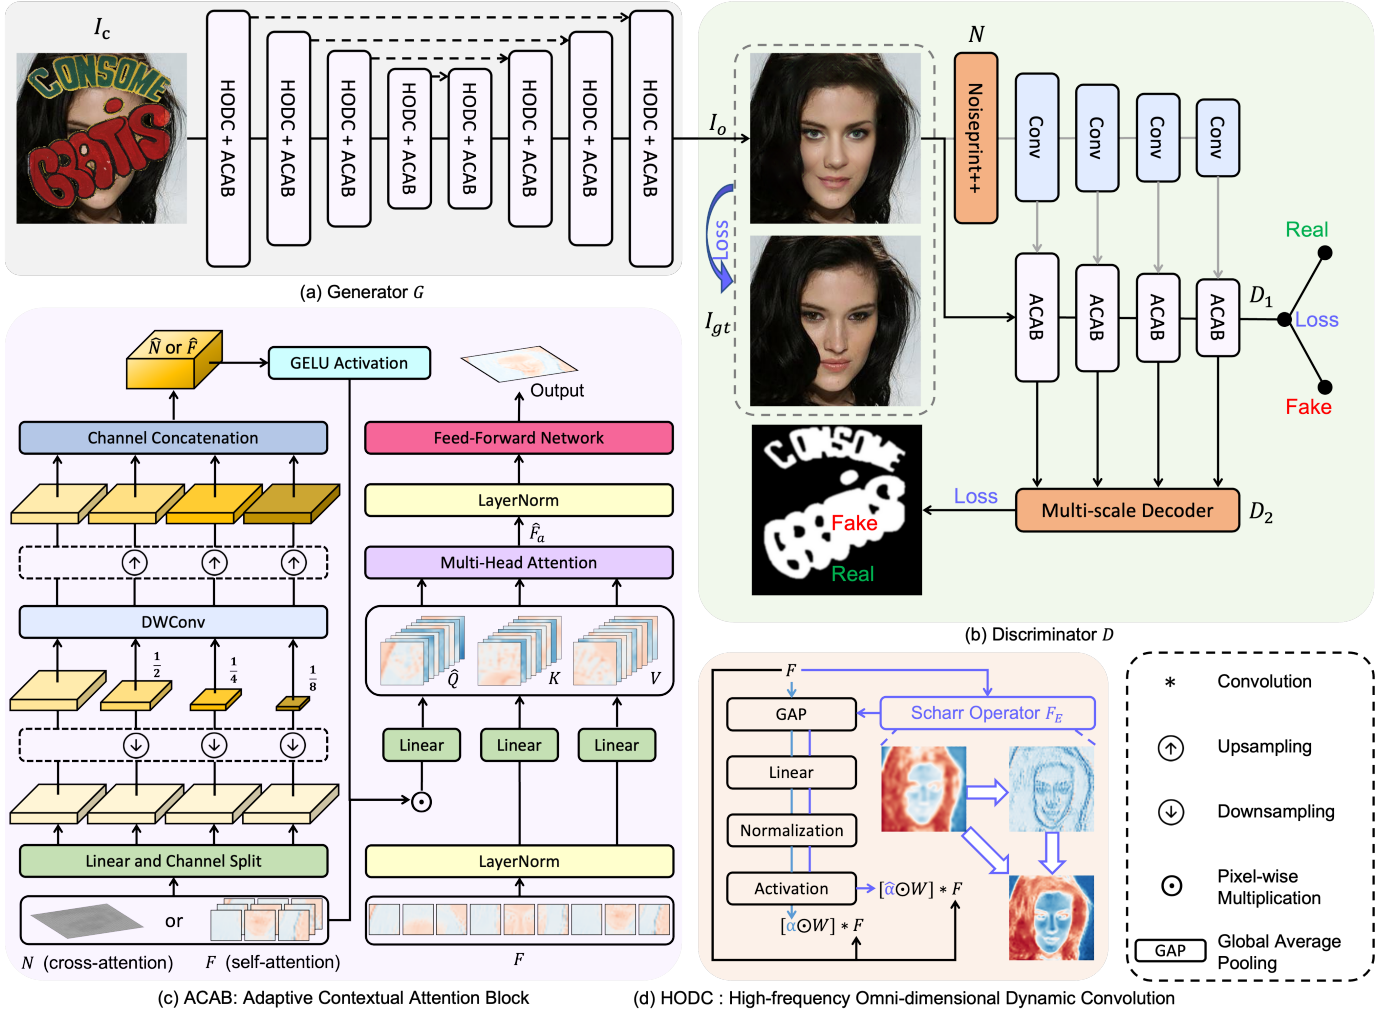 I_c
CONSOME
GRATIS
HODC + ACAB
HODC + ACAB
HODC + ACAB
HODC + ACAB
HODC + ACAB
HODC + ACAB
HODC + ACAB
HODC + ACAB
(a) Generator G
I_o
Loss
I_gt
N
Noiseprint++
Conv
Conv
Conv
Conv
ACAB
ACAB
ACAB
ACAB
D_1
Real
Loss
Fake
CONSOME
Fake
Real
Loss
Multi-scale Decoder
D_2
(b) Discriminator D
N̂ or F̂
GELU Activation
Channel Concatenation
DWConv
1/2
1/4
1/8
Linear and Channel Split
or
N (cross-attention)
F (self-attention)
Output
Feed-Forward Network
LayerNorm
F̂_a
Multi-Head Attention
Q̂
K
V
Linear
Linear
Linear
LayerNorm
F
(c) ACAB: Adaptive Contextual Attention Block
F
GAP
Scharr Operator F_E
Linear
Normalization
Activation
[α̂⊙W] * F
[α⊙W] * F
(d) HODC : High-frequency Omni-dimensional Dynamic Convolution
* Convolution
Upsampling
Downsampling
Pixel-wise
Multiplication
GAP
Global Average
Pooling